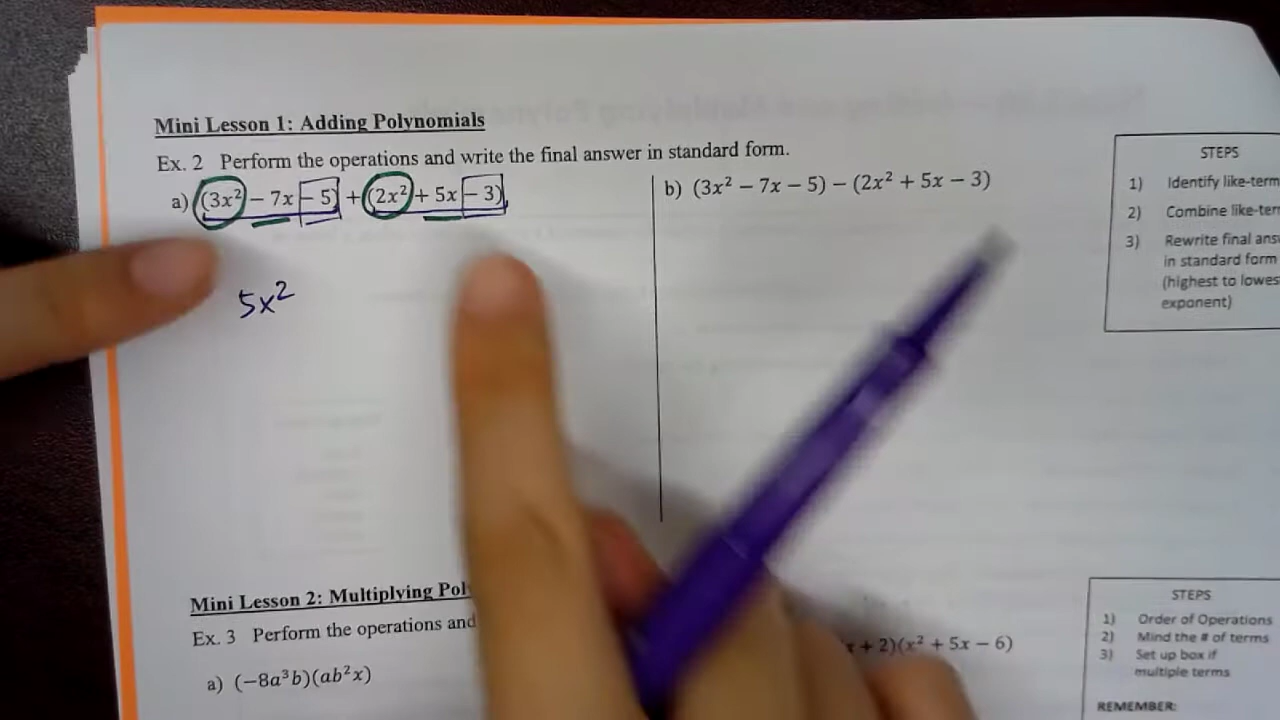 Mini Lesson 1: Adding Polynomials
Ex. 2 Perform the operations and write the final answer in standard form.
a) (3x² − 7x − 5) + (2x² + 5x − 3)
5x²
b) (3x² − 7x − 5) − (2x² + 5x − 3)
STEPS
1) Identify like-term
2) Combine like-ter
3) Rewrite final ans
in standard form
(highest to lowes
exponent)
Mini Lesson 2: Multiplying Pol
Ex. 3 Perform the operations and
a) (−8a³b)(ab²x)
x + 2)(x² + 5x − 6)
STEPS
1) Order of Operations
2) Mind the # of terms
3) Set up box if
multiple terms
REMEMBER: